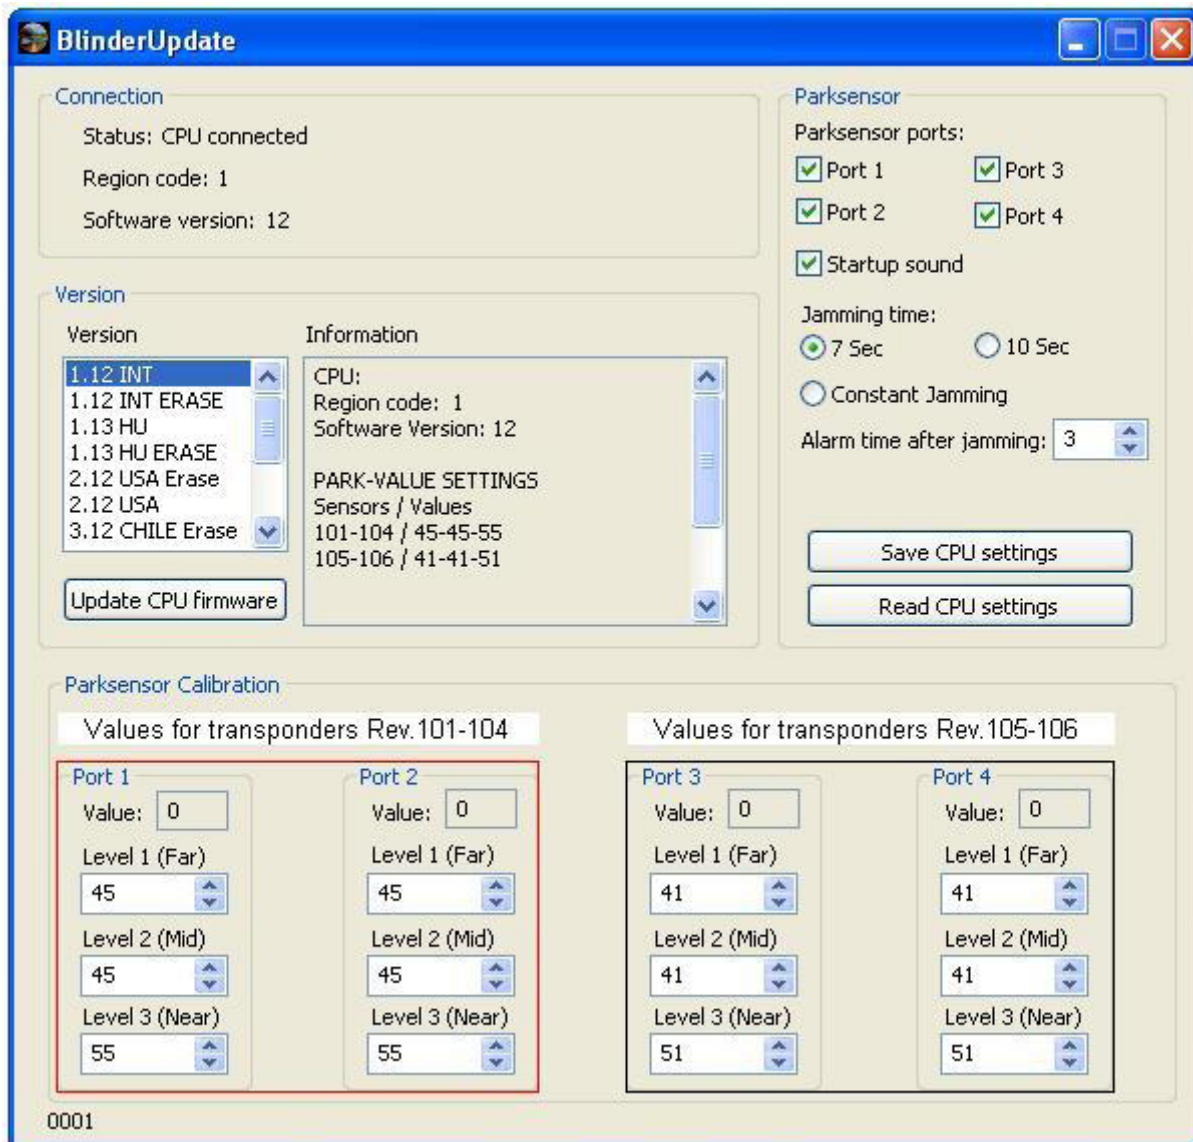 BlinderUpdate
Connection
Status: CPU connected
Region code: 1
Software version: 12
Version
Version
1.12 INT
1.12 INT ERASE
1.13 HU
1.13 HU ERASE
2.12 USA Erase
2.12 USA
3.12 CHILE Erase
Update CPU firmware
Information
CPU:
Region code: 1
Software Version: 12
PARK-VALUE SETTINGS
Sensors / Values
101-104 / 45-45-55
105-106 / 41-41-51
Parksensor
Parksensor ports:
Port 1
Port 3
Port 2
Port 4
Startup sound
Jamming time:
7 Sec
10 Sec
Constant Jamming
Alarm time after jamming: 3
Save CPU settings
Read CPU settings
Parksensor Calibration
Values for transponders Rev.101-104
Port 1
Value: 0
Level 1 (Far)
45
Level 2 (Mid)
45
Level 3 (Near)
55
Port 2
Value: 0
Level 1 (Far)
45
Level 2 (Mid)
45
Level 3 (Near)
55
Values for transponders Rev.105-106
Port 3
Value: 0
Level 1 (Far)
41
Level 2 (Mid)
41
Level 3 (Near)
51
Port 4
Value: 0
Level 1 (Far)
41
Level 2 (Mid)
41
Level 3 (Near)
51
0001